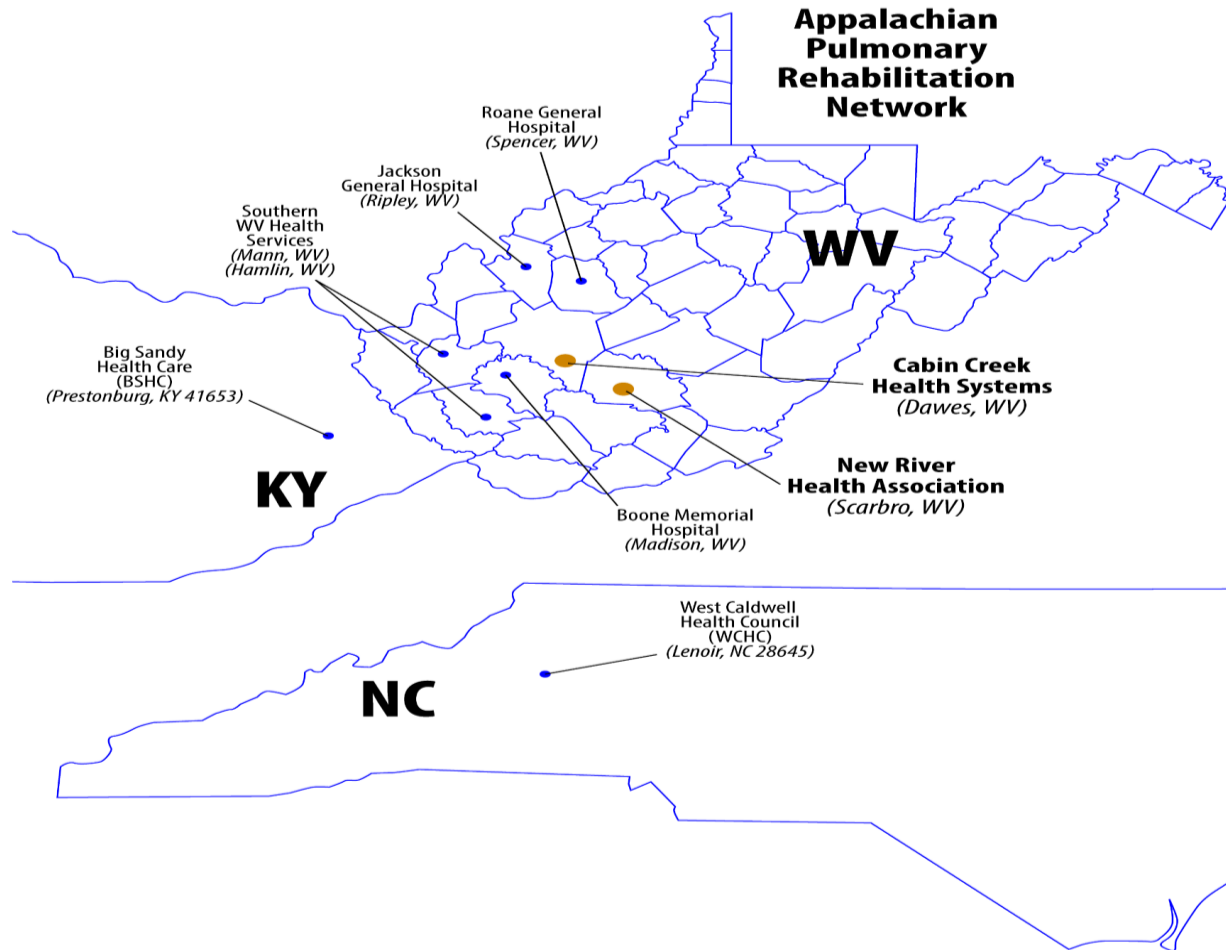 Appalachian
Pulmonary
Rehabilitation
Network
Roane General
Hospital
(Spencer, WV)
Jackson
General Hospital
(Ripley, WV)
Southern
WV Health
Services
(Mann, WV)
(Hamlin, WV)
WV
Big Sandy
Health Care
(BSHC)
(Prestonburg, KY 41653)
Cabin Creek
Health Systems
(Dawes, WV)
New River
Health Association
(Scarbro, WV)
KY
Boone Memorial
Hospital
(Madison, WV)
West Caldwell
Health Council
(WCHC)
(Lenoir, NC 28645)
NC